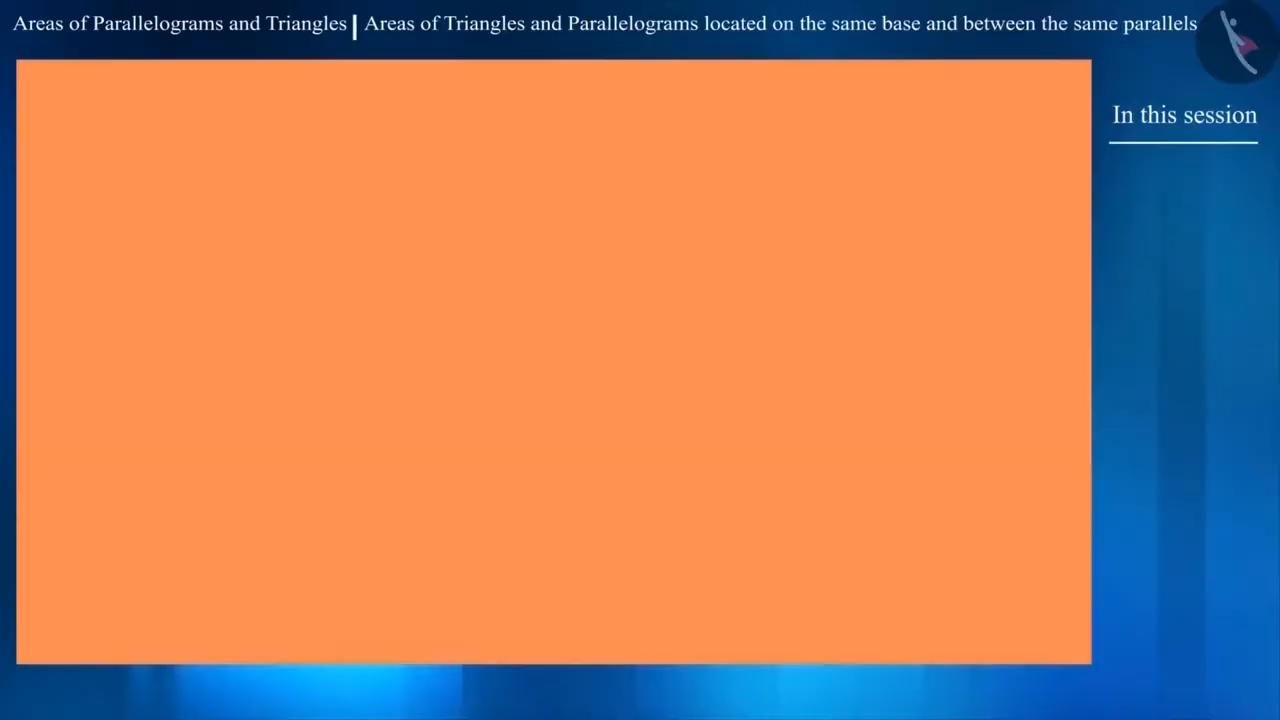 Areas of Parallelograms and Triangles | Areas of Triangles and Parallelograms located on the same base and between the same parallels
In this session